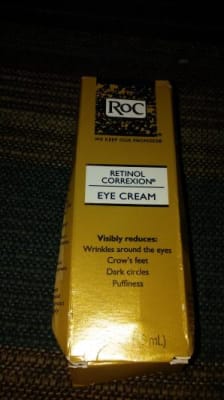 RoC
WE KEEP OUR PROMISES®
RETINOL
CORREXION®
EYE CREAM
Visibly reduces:
Wrinkles around the eyes
Crow's feet
Dark circles
Puffiness
mL)